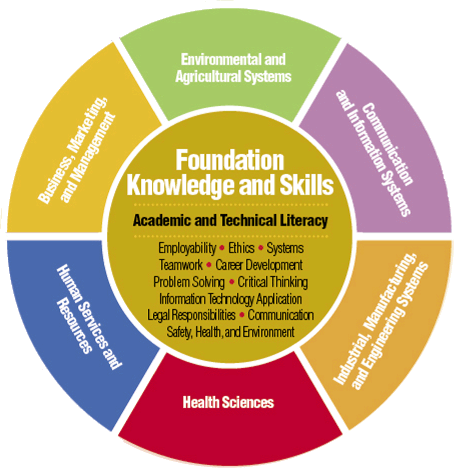 Environmental and
Agricultural Systems
Communication
and Information Systems
Industrial, Manufacturing,
and Engineering Systems
Health Sciences
Human Services and
Resources
Business, Marketing,
and Management
Foundation
Knowledge and Skills
Academic and Technical Literacy
Employability • Ethics • Systems
Teamwork • Career Development
Problem Solving • Critical Thinking
Information Technology Application
Legal Responsibilities • Communication
Safety, Health, and Environment